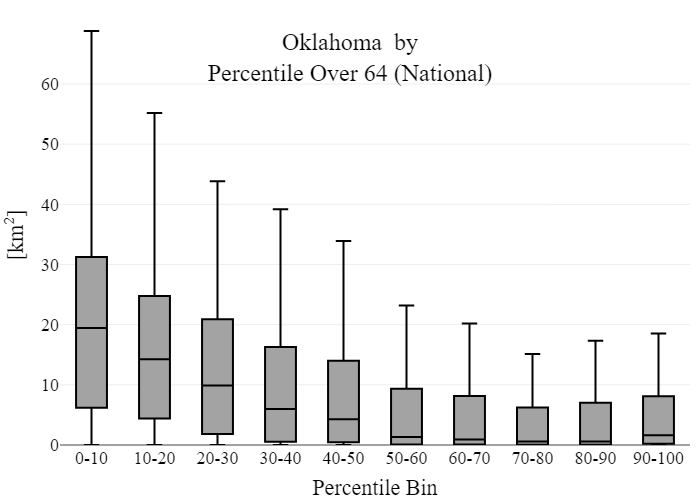 Oklahoma  by
Percentile Over 64 (National)
60
50
40
30
20
10
0
[km²]
0-10 10-20 20-30 30-40 40-50 50-60 60-70 70-80 80-90 90-100
Percentile Bin